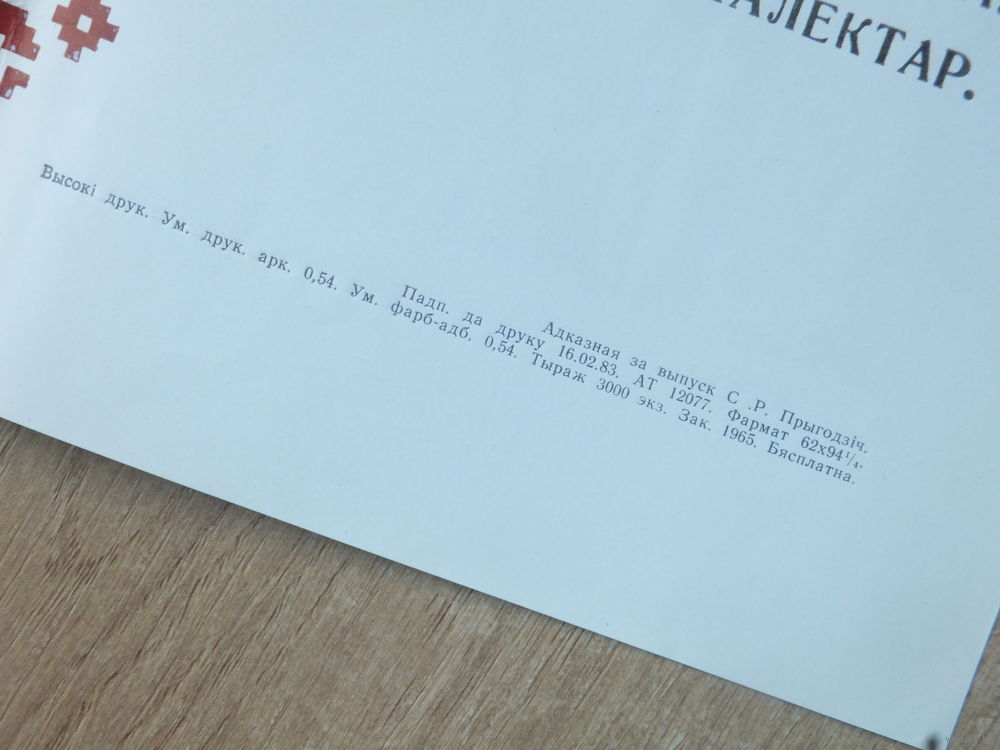 АЛЕКТАР.
Адказная за выпуск С .Р. Прыгодзіч.
Падп. да друку 16.02.83. АТ 12077. Фармат 62х94¹/₄.
Высокі друк. Ум. друк. арк. 0,54. Ум. фарб-адб. 0,54. Тыраж 3000 экз. Зак. 1965. Бясплатна.